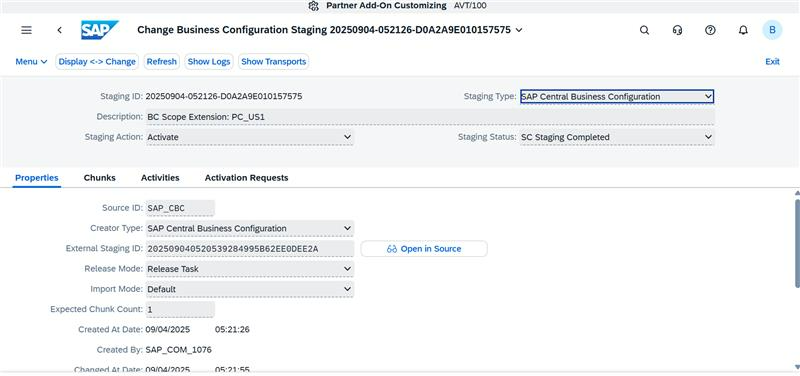 Partner Add-On Customizing AVT/100
SAP Change Business Configuration Staging 20250904-052126-D0A2A9E010157575 B
Menu Display <-> Change Refresh Show Logs Show Transports Exit
Staging ID: 20250904-052126-D0A2A9E010157575 Staging Type: SAP Central Business Configuration
Description: BC Scope Extension: PC_US1
Staging Action: Activate Staging Status: SC Staging Completed
Properties Chunks Activities Activation Requests
Source ID: SAP_CBC
Creator Type: SAP Central Business Configuration
External Staging ID: 202509040520539284995B62EE0DEE2A Open in Source
Release Mode: Release Task
Import Mode: Default
Expected Chunk Count: 1
Created At Date: 09/04/2025 05:21:26
Created By: SAP_COM_1076
Changed At Date: 09/04/2025 05:21:55